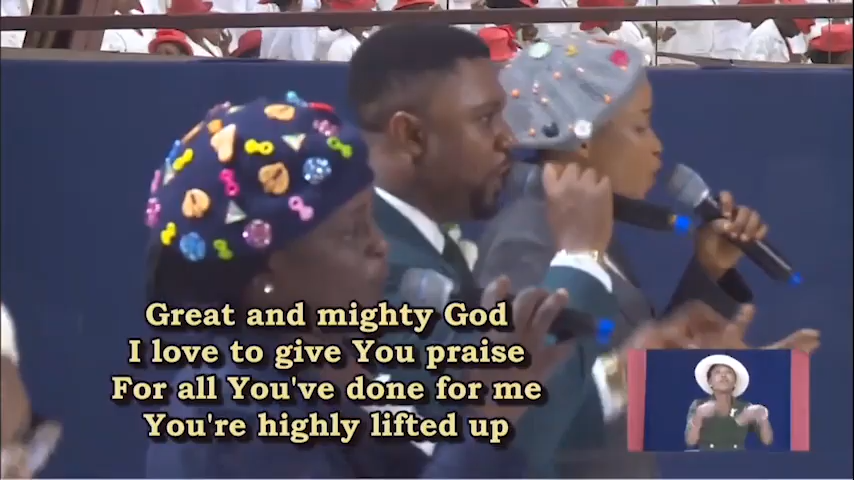 Great and mighty God
I love to give You praise
For all You've done for me
You're highly lifted up